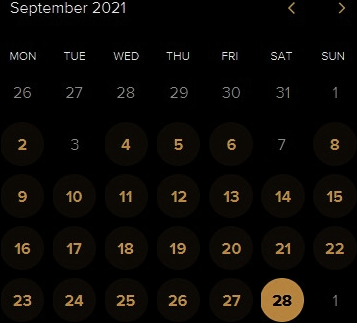 September 2021
MON TUE WED THU FRI SAT SUN
26 27 28 29 30 31 1
2 3 4 5 6 7 8
9 10 11 12 13 14 15
16 17 18 19 20 21 22
23 24 25 26 27 28 1